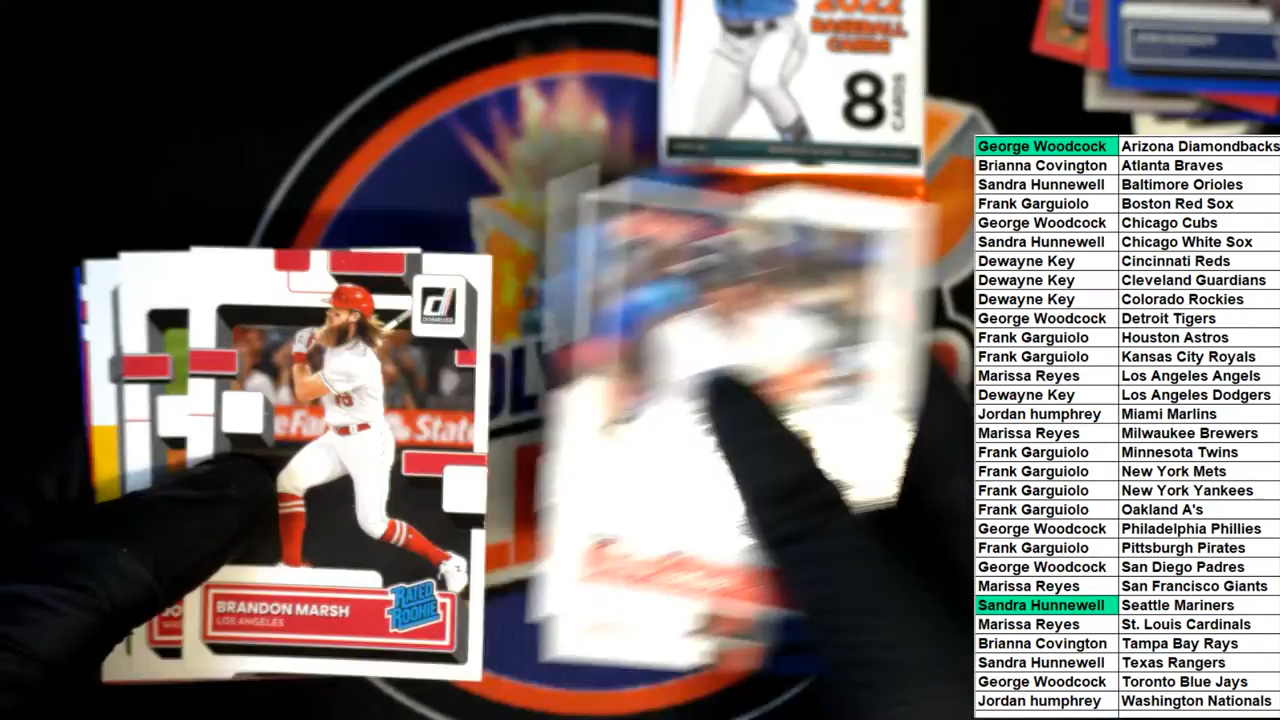 2022
BASEBALL
CARDS
8
CARDS
d
DONRUSS
BRANDON MARSH
LOS ANGELES
RATED
ROOKIE
State
George Woodcock Arizona Diamondbacks
Brianna Covington Atlanta Braves
Sandra Hunnewell Baltimore Orioles
Frank Garguiolo Boston Red Sox
George Woodcock Chicago Cubs
Sandra Hunnewell Chicago White Sox
Dewayne Key Cincinnati Reds
Dewayne Key Cleveland Guardians
Dewayne Key Colorado Rockies
George Woodcock Detroit Tigers
Frank Garguiolo Houston Astros
Frank Garguiolo Kansas City Royals
Marissa Reyes Los Angeles Angels
Dewayne Key Los Angeles Dodgers
Jordan humphrey Miami Marlins
Marissa Reyes Milwaukee Brewers
Frank Garguiolo Minnesota Twins
Frank Garguiolo New York Mets
Frank Garguiolo New York Yankees
Frank Garguiolo Oakland A's
George Woodcock Philadelphia Phillies
Frank Garguiolo Pittsburgh Pirates
George Woodcock San Diego Padres
Marissa Reyes San Francisco Giants
Sandra Hunnewell Seattle Mariners
Marissa Reyes St. Louis Cardinals
Brianna Covington Tampa Bay Rays
Sandra Hunnewell Texas Rangers
George Woodcock Toronto Blue Jays
Jordan humphrey Washington Nationals